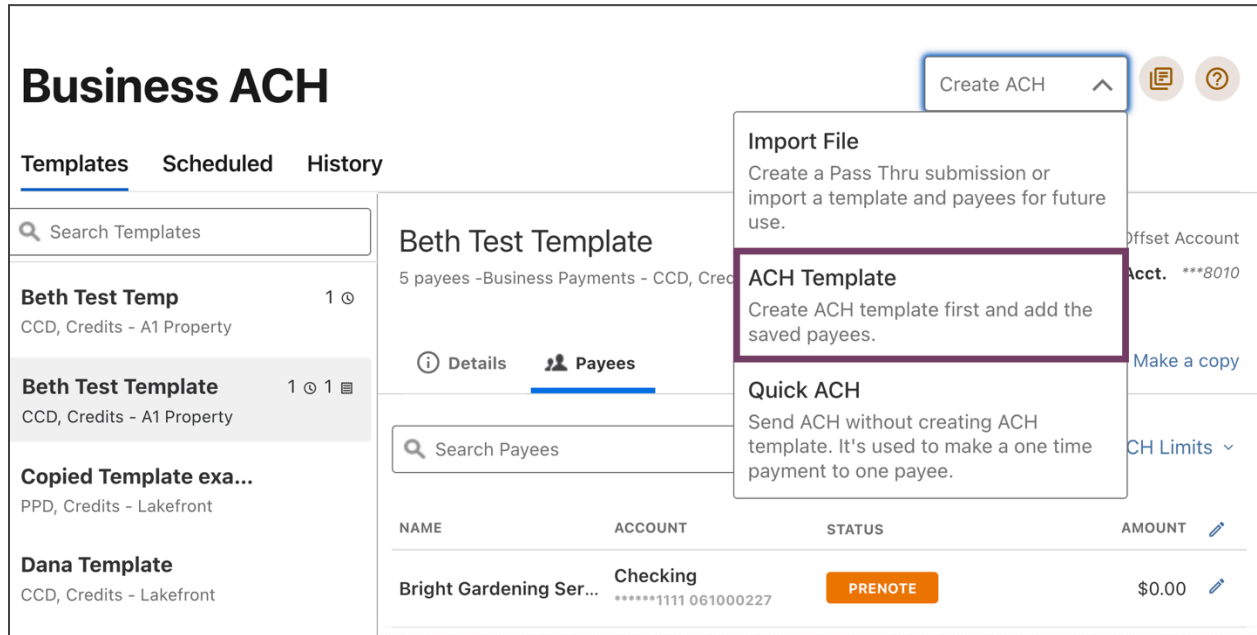 Business ACH
Create ACH
Templates Scheduled History
Import File
Create a Pass Thru submission or
import a template and payees for future
use.
ACH Template
Create ACH template first and add the
saved payees.
Quick ACH
Send ACH without creating ACH
template. It's used to make a one time
payment to one payee.
Search Templates
Beth Test Temp 1
CCD, Credits - A1 Property
Beth Test Template 1 1
CCD, Credits - A1 Property
Copied Template exa...
PPD, Credits - Lakefront
Dana Template
CCD, Credits - Lakefront
Beth Test Template
5 payees -Business Payments - CCD, Cred
Offset Account
Acct. ***8010
Details Payees
Make a copy
Search Payees
CH Limits
NAME ACCOUNT STATUS AMOUNT
Bright Gardening Ser... Checking PRENOTE $0.00
******1111 061000227